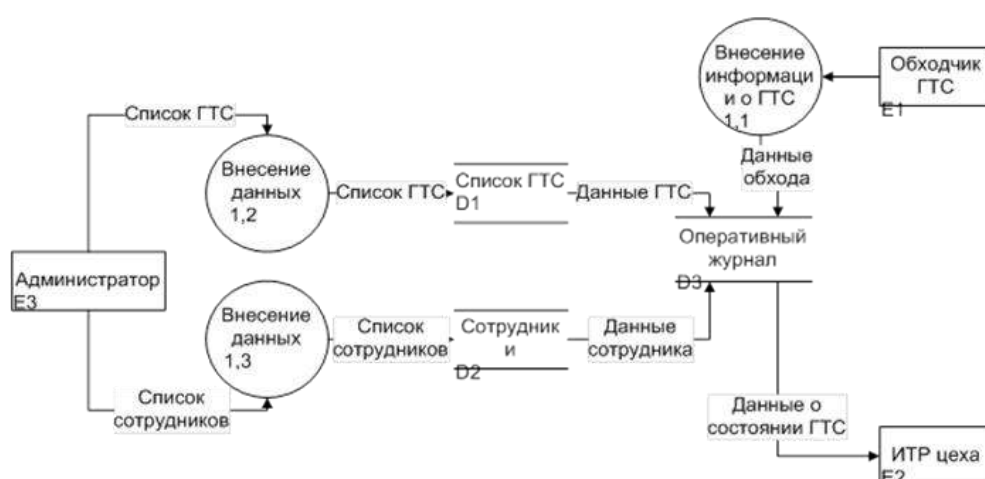 Внесение
информаци
и о ГТС
1,1
Обходчик
ГТС
E1
Список ГТС
Данные
обхода
Внесение
данных
1,2
Список ГТС
Список ГТС
D1
Данные ГТС
Оперативный
журнал
D3
Администратор
E3
Внесение
данных
1,3
Список
сотрудников
Сотрудник
и
D2
Данные
сотрудника
Список
сотрудников
Данные о
состоянии ГТС
ИТР цеха
E2